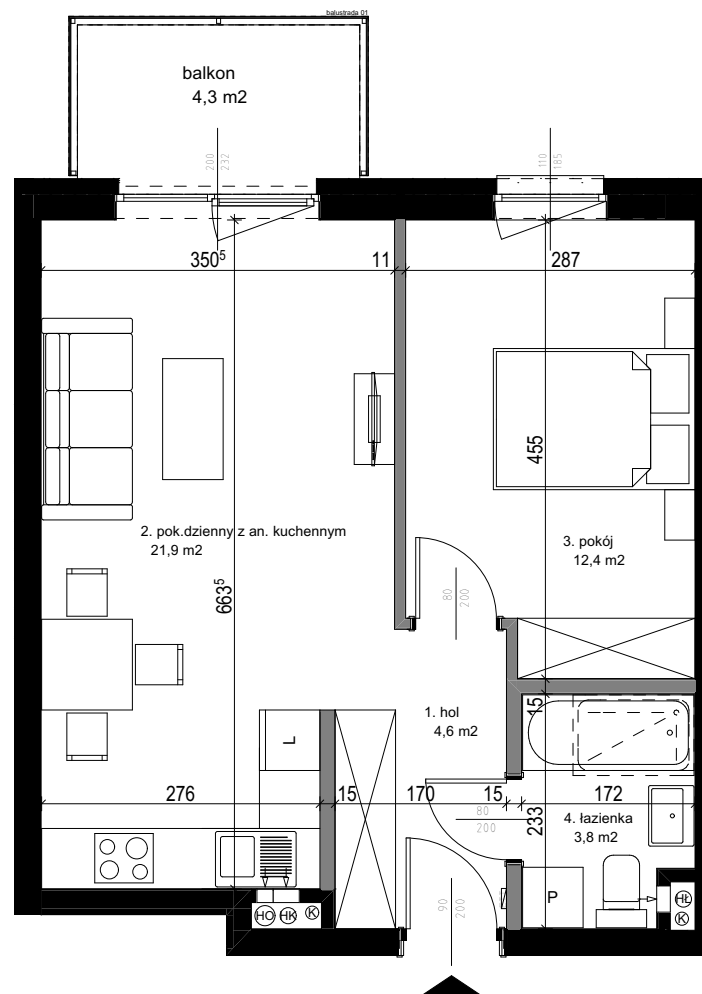 balustrada 01
balkon
4,3 m2
200
232
110
185
350⁵
11
287
455
2. pok.dzienny z an. kuchennym
21,9 m2
3. pokój
12,4 m2
663⁵
80
200
1. hol
4,6 m2
15
L
276
15
170
15
172
80
200
233
4. łazienka
3,8 m2
90
200
P
HO
HK
K
HŁ
K